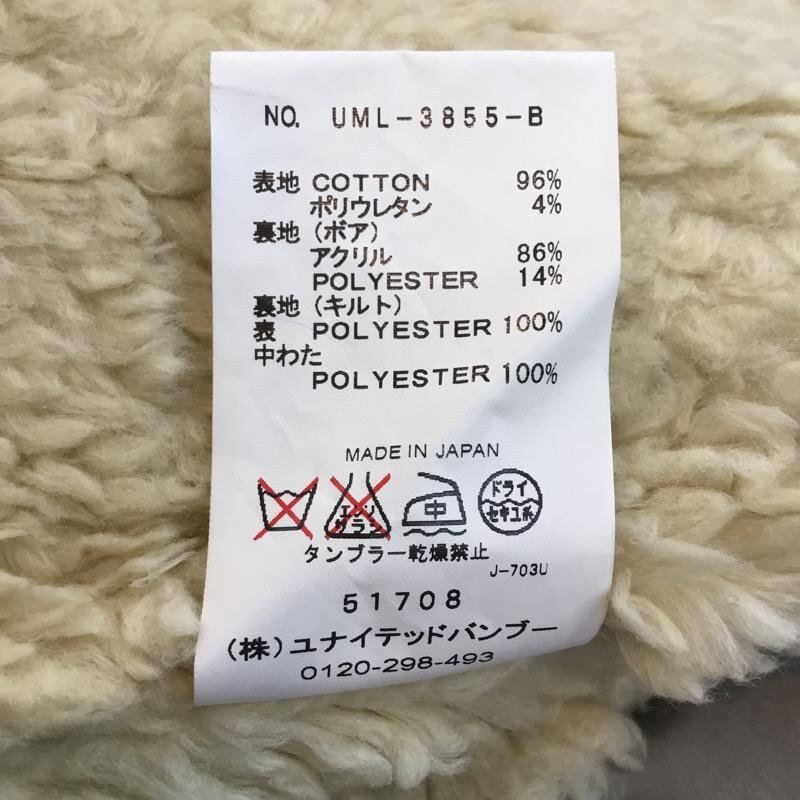 NO. UML-3855-B
表地 COTTON 96%
ポリウレタン 4%
裏地(ボア)
アクリル 86%
POLYESTER 14%
裏地(キルト)
表 POLYESTER 100%
中わた
POLYESTER 100%
MADE IN JAPAN
エンソ
サラシ
中
ドライ
セキユ系
タンブラー乾燥禁止
J-703U
51708
(株)ユナイテッドバンブー
0120-298-493